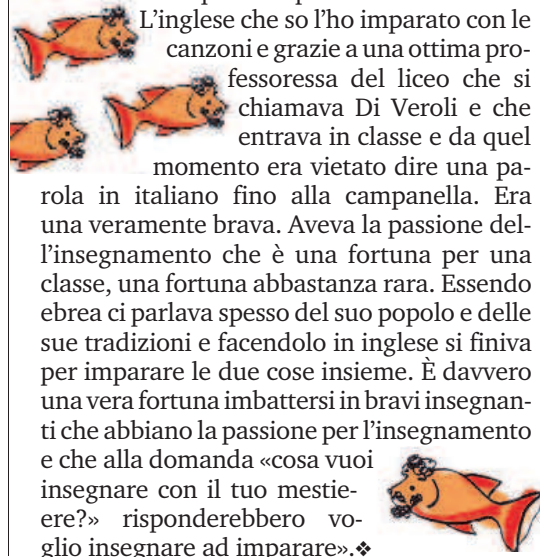 L'inglese che so l'ho imparato con le
canzoni e grazie a una ottima pro-
fessoressa del liceo che si
chiamava Di Veroli e che
entrava in classe e da quel
momento era vietato dire una pa-
rola in italiano fino alla campanella. Era
una veramente brava. Aveva la passione del-
l'insegnamento che è una fortuna per una
classe, una fortuna abbastanza rara. Essendo
ebrea ci parlava spesso del suo popolo e delle
sue tradizioni e facendolo in inglese si finiva
per imparare le due cose insieme. È davvero
una vera fortuna imbattersi in bravi insegnan-
ti che abbiano la passione per l'insegnamento
e che alla domanda «cosa vuoi
insegnare con il tuo mestie-
ere?» risponderebbero vo-
glio insegnare ad imparare».❖